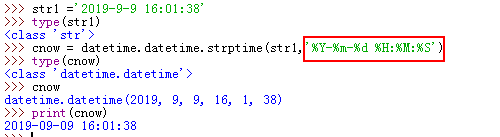 >>> str1 ='2019-9-9 16:01:38'
>>> type(str1)
<class 'str'>
>>> cnow = datetime.datetime.strptime(str1,'%Y-%m-%d %H:%M:%S')
>>> type(cnow)
<class 'datetime.datetime'>
>>> cnow
datetime.datetime(2019, 9, 9, 16, 1, 38)
>>> print(cnow)
2019-09-09 16:01:38
>>>